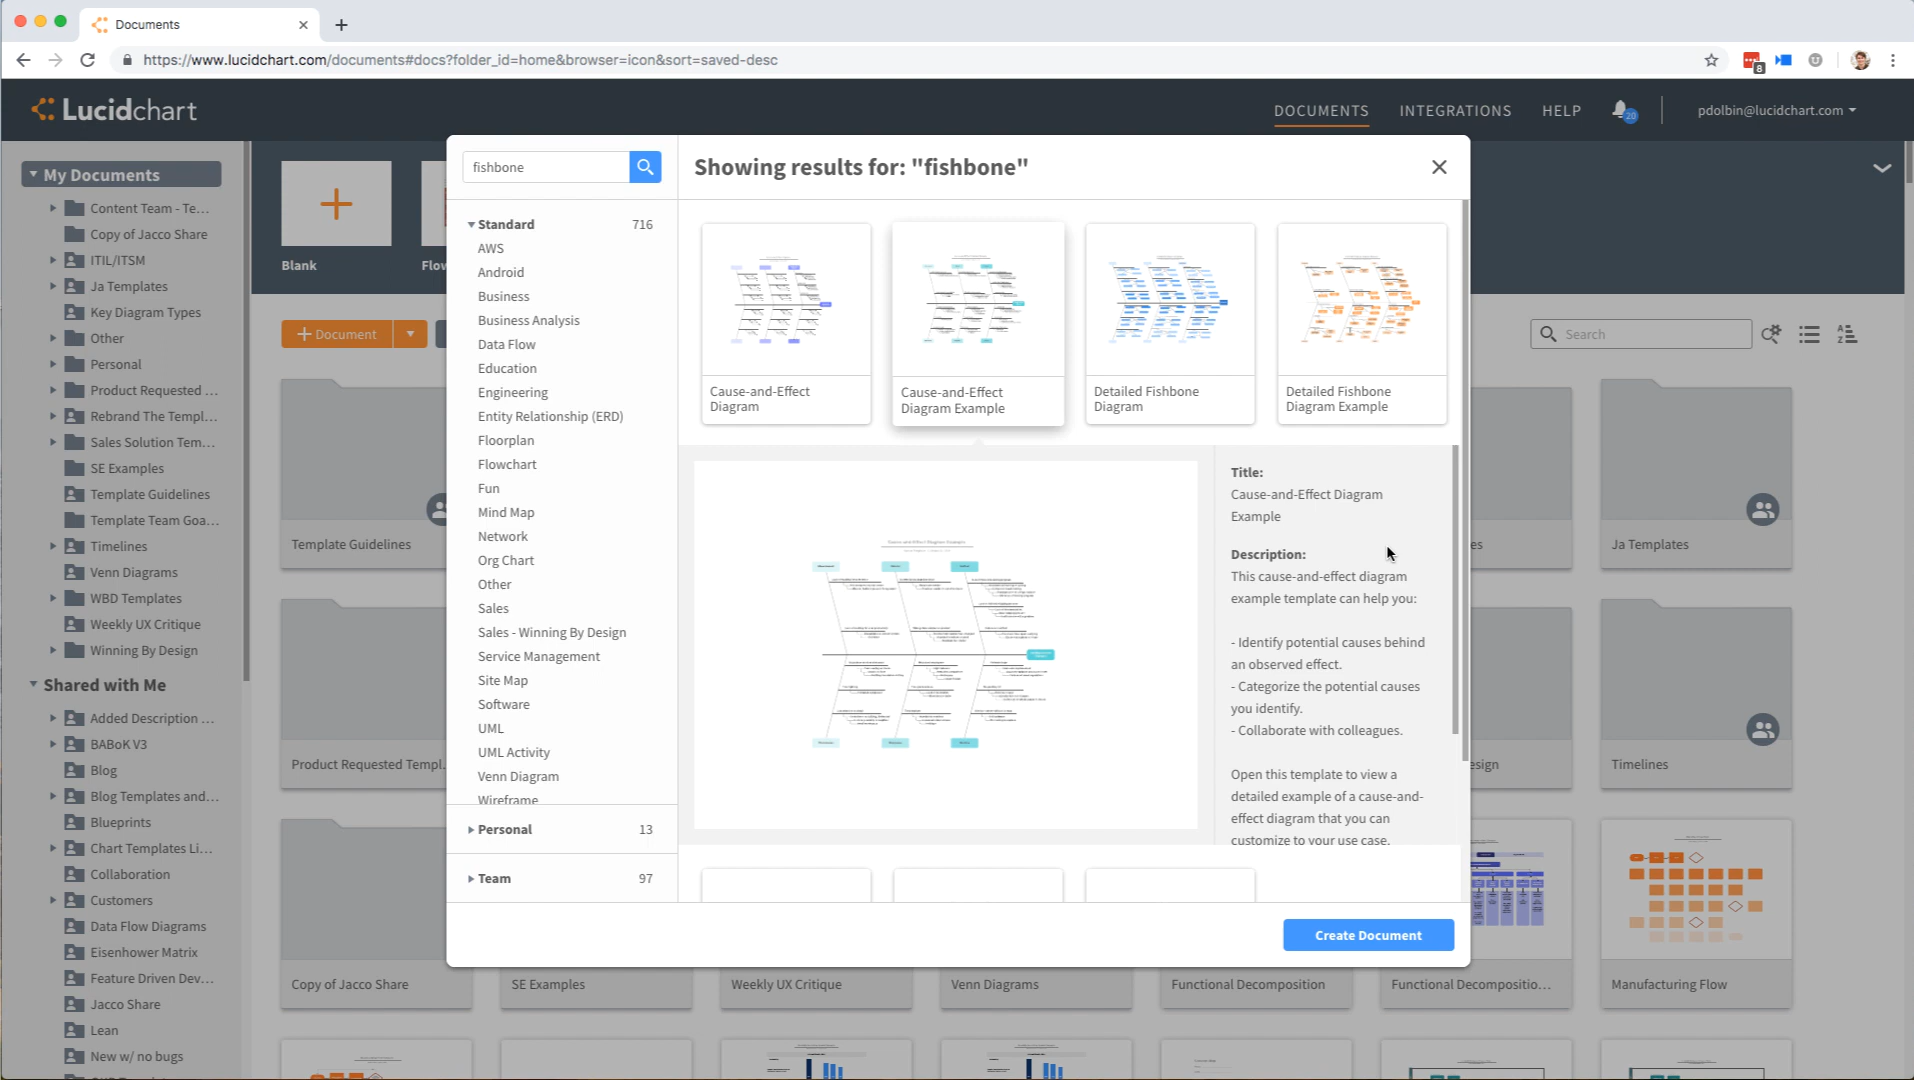 Documents
https://www.lucidchart.com/documents#docs?folder_id=home&browser=icon&sort=saved-desc
8
Lucidchart
DOCUMENTS
INTEGRATIONS
HELP
20
pdolbin@lucidchart.com
My Documents
Content Team - Te...
Copy of Jacco Share
ITIL/ITSM
Ja Templates
Key Diagram Types
Other
Personal
Product Requested ...
Rebrand The Templ...
Sales Solution Tem...
SE Examples
Template Guidelines
Template Team Goa...
Timelines
Venn Diagrams
WBD Templates
Weekly UX Critique
Winning By Design
Shared with Me
Added Description ...
BABoK V3
Blog
Blog Templates and...
Blueprints
Chart Templates Li...
Collaboration
Customers
Data Flow Diagrams
Eisenhower Matrix
Feature Driven Dev...
Jacco Share
Lean
New w/ no bugs
Blank
Flow
+ Document
Search
fishbone
Showing results for: "fishbone"
Standard 716
AWS
Android
Business
Business Analysis
Data Flow
Education
Engineering
Entity Relationship (ERD)
Floorplan
Flowchart
Fun
Mind Map
Network
Org Chart
Other
Sales
Sales - Winning By Design
Service Management
Site Map
Software
UML
UML Activity
Venn Diagram
Wireframe
Personal 13
Team 97
Cause-and-Effect
Diagram
Cause-and-Effect
Diagram Example
Detailed Fishbone
Diagram
Detailed Fishbone
Diagram Example
Cause-and-Effect Diagram Example
Title:
Cause-and-Effect Diagram
Example
Description:
This cause-and-effect diagram
example template can help you:
- Identify potential causes behind
an observed effect.
- Categorize the potential causes
you identify.
- Collaborate with colleagues.
Open this template to view a
detailed example of a cause-and-
effect diagram that you can
customize to your use case.
Create Document
Template Guidelines
es
Ja Templates
Product Requested Templ.
esign
Timelines
Copy of Jacco Share
SE Examples
Weekly UX Critique
Venn Diagrams
Functional Decomposition
Functional Decompositio...
Manufacturing Flow